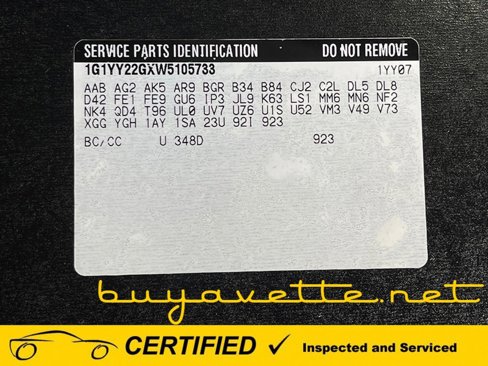 SERVICE PARTS IDENTIFICATION DO NOT REMOVE
1G1YY22GXW5105733 1YY07
AAB AG2 AK5 AR9 BGR B34 B84 CJ2 C2L DL5 DL8
D42 FE1 FE9 GU6 IP3 JL9 K63 LS1 MM6 MN6 NF2
NK4 QD4 T96 UL0 UV7 UZ6 U1S U52 VM3 V49 V73
XGG YGH 1AY 1SA 23U 92I 923
BC/CC U 348D 923
buyavette.net
CERTIFIED ✓ Inspected and Serviced